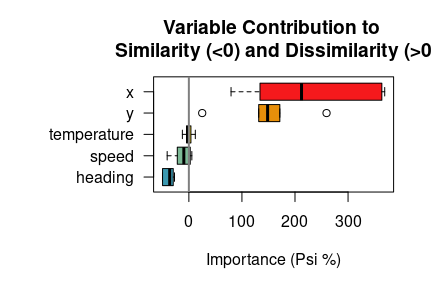 Variable Contribution to
Similarity (<0) and Dissimilarity (>0
x
y
temperature
speed
heading
0 100 200 300
Importance (Psi %)